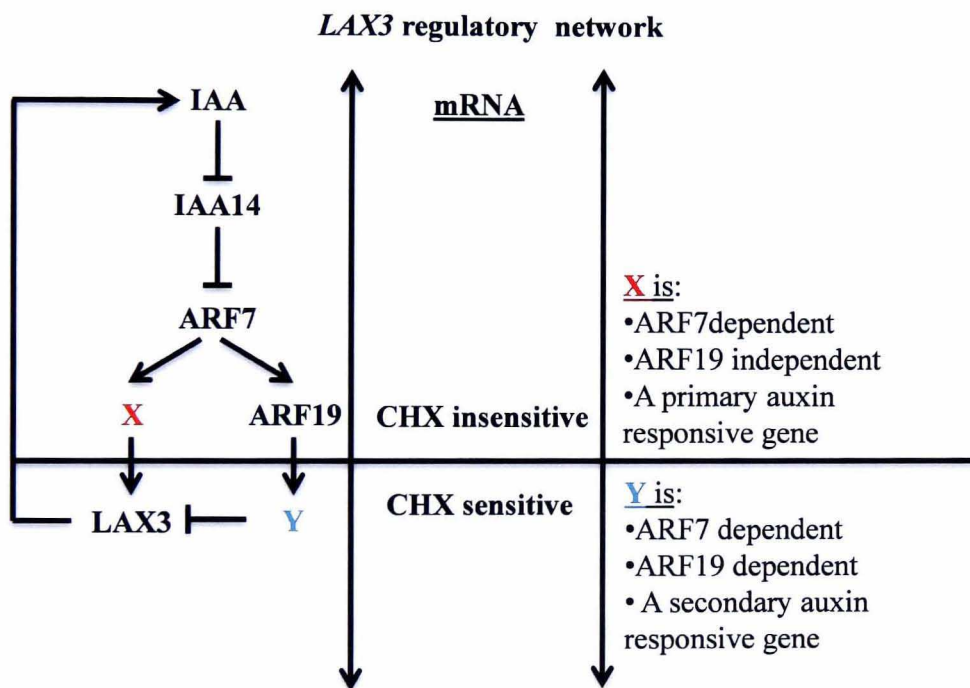 LAX3 regulatory network
IAA
mRNA
IAA14
ARF7
X
ARF19
CHX insensitive
X is:
•ARF7dependent
•ARF19 independent
•A primary auxin
responsive gene
LAX3
Y
CHX sensitive
Y is:
•ARF7 dependent
•ARF19 dependent
• A secondary auxin
responsive gene